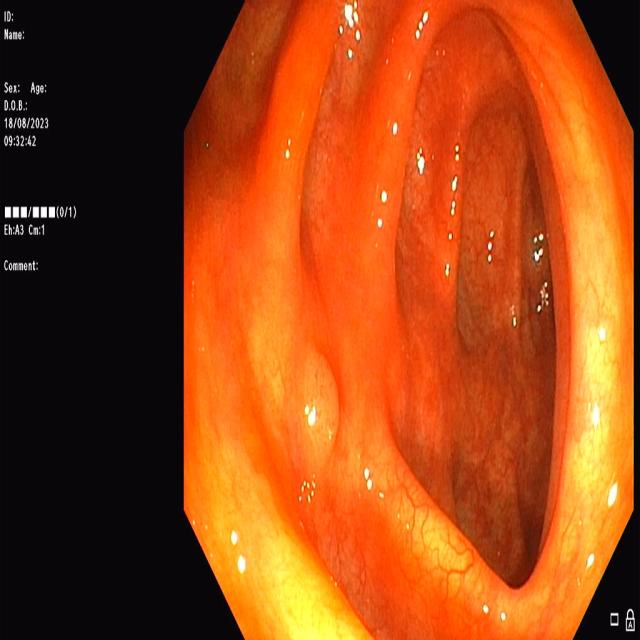 ID:
Name:
Sex: Age:
D.O.B.:
18/08/2023
09:32:42
■■■/■■■(0/1)
Eh:A3 Cm:1
Comment: